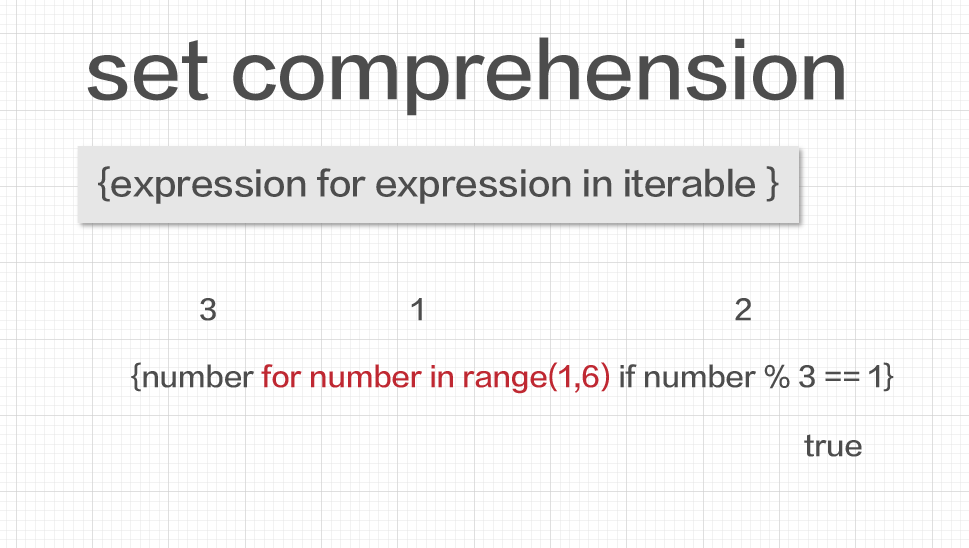 set comprehension
{expression for expression in iterable }
3 1 2
{number for number in range(1,6) if number % 3 == 1}
true